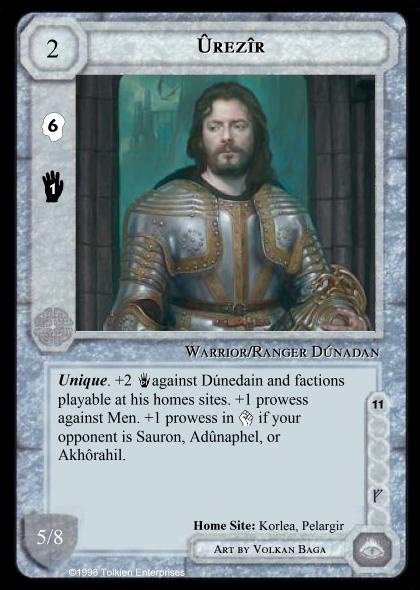 2
ÛREZÎR
6
1
WARRIOR/RANGER DÚNADAN
Unique. +2 against Dúnedain and factions
playable at his homes sites. +1 prowess
against Men. +1 prowess in if your
opponent is Sauron, Adûnaphel, or
Akhôrahil.
11
Home Site: Korlea, Pelargir
5/8
ART BY VOLKAN BAGA
©1998 Tolkien Enterprises